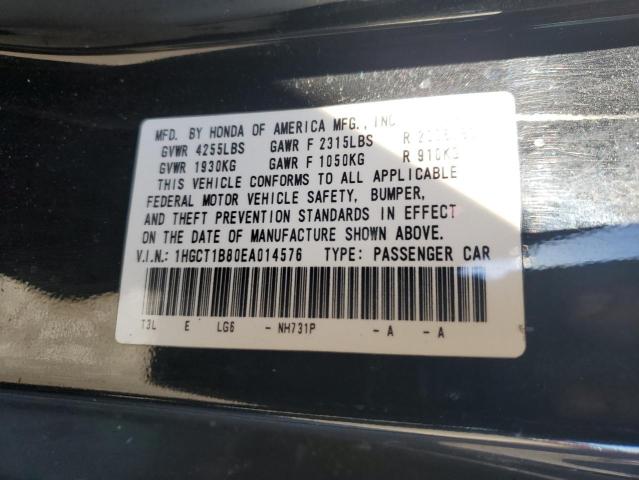 MFD. BY HONDA OF AMERICA MFG., INC
GVWR 4255LBS GAWR F 2315LBS R
GVWR 1930KG GAWR F 1050KG R 910KG
THIS VEHICLE CONFORMS TO ALL APPLICABLE
FEDERAL MOTOR VEHICLE SAFETY, BUMPER,
AND THEFT PREVENTION STANDARDS IN EFFECT
ON THE DATE OF MANUFACTURE SHOWN ABOVE.
V.I.N.: 1HGCT1B80EA014576 TYPE: PASSENGER CAR
T3L E LG6 - NH731P - A - A